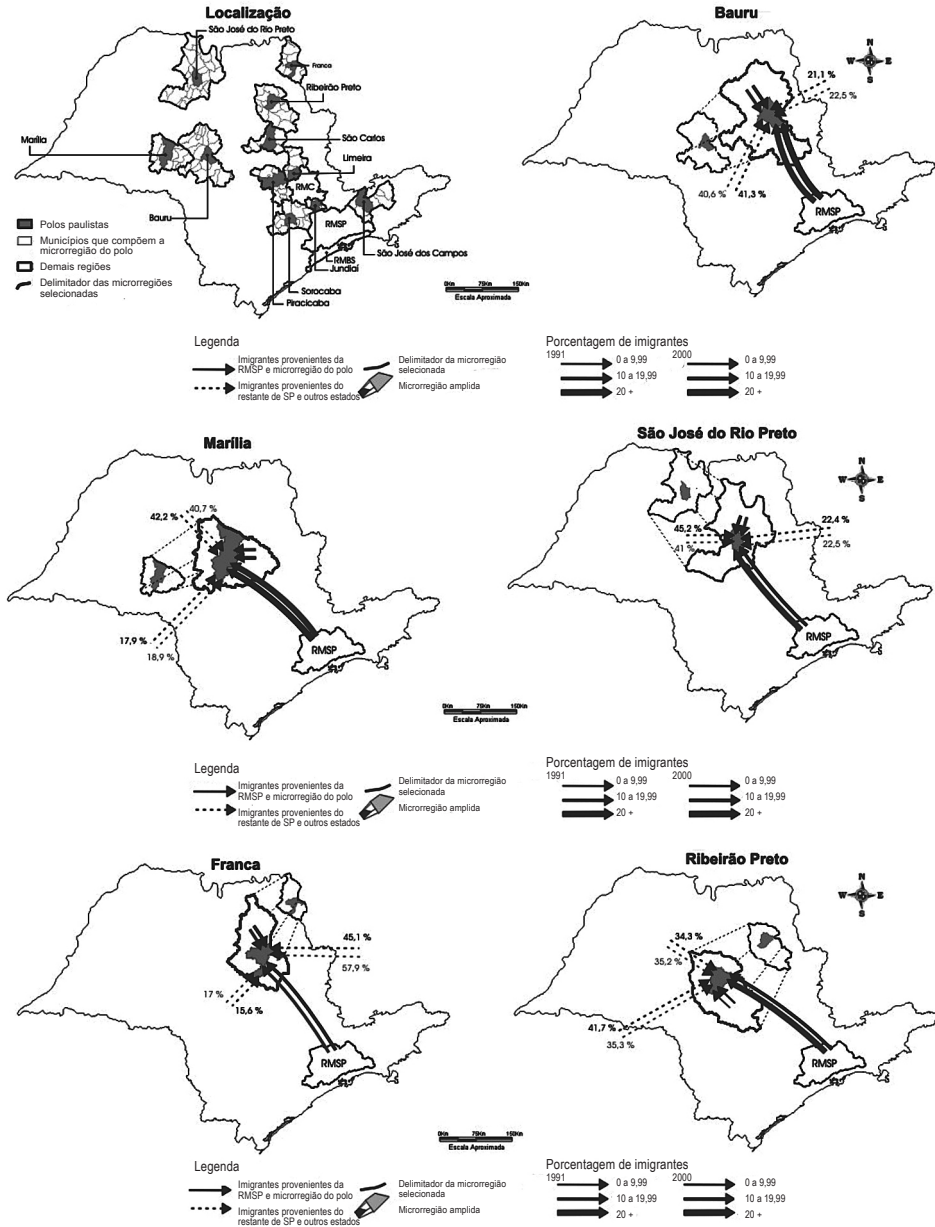 Localização
São José do Rio Preto
Franca
Ribeirão Preto
São Carlos
Marília
Limeira
RMC
Bauru
RMSP
São José dos Campos
RMBS
Jundiaí
Sorocaba
Piracicaba
Polos paulistas
Municípios que compõem a
microrregião do polo
Demais regiões
Delimitador das microrregiões
selecionadas
0Km 75Km 150Km
Escala Aproximada
Bauru
N
W E
S
21,1 %
22,5 %
40,6 % 41,3 %
RMSP
Legenda
Imigrantes provenientes da
RMSP e microrregião do polo
Imigrantes provenientes do
restante de SP e outros estados
Delimitador da microrregião
selecionada
Microrregião amplida
Porcentagem de imigrantes
1991 2000
0 a 9,99 0 a 9,99
10 a 19,99 10 a 19,99
20 + 20 +
Marília
40,7 %
42,2 %
17,9 %
18,9 %
RMSP
0Km 75Km 150Km
Escala Aproximada
São José do Rio Preto
N
W E
S
45,2 % 22,4 %
41 % 22,5 %
RMSP
Legenda
Imigrantes provenientes da
RMSP e microrregião do polo
Imigrantes provenientes do
restante de SP e outros estados
Delimitador da microrregião
selecionada
Microrregião amplida
Porcentagem de imigrantes
1991 2000
0 a 9,99 0 a 9,99
10 a 19,99 10 a 19,99
20 + 20 +
Franca
45,1 %
57,9 %
17 %
15,6 %
RMSP
0Km 75Km 150Km
Escala Aproximada
Ribeirão Preto
N
W E
S
34,3 %
35,2 %
41,7 %
35,3 %
RMSP
Legenda
Imigrantes provenientes da
RMSP e microrregião do polo
Imigrantes provenientes do
restante de SP e outros estados
Delimitador da microrregião
selecionada
Microrregião amplida
Porcentagem de imigrantes
1991 2000
0 a 9,99 0 a 9,99
10 a 19,99 10 a 19,99
20 + 20 +